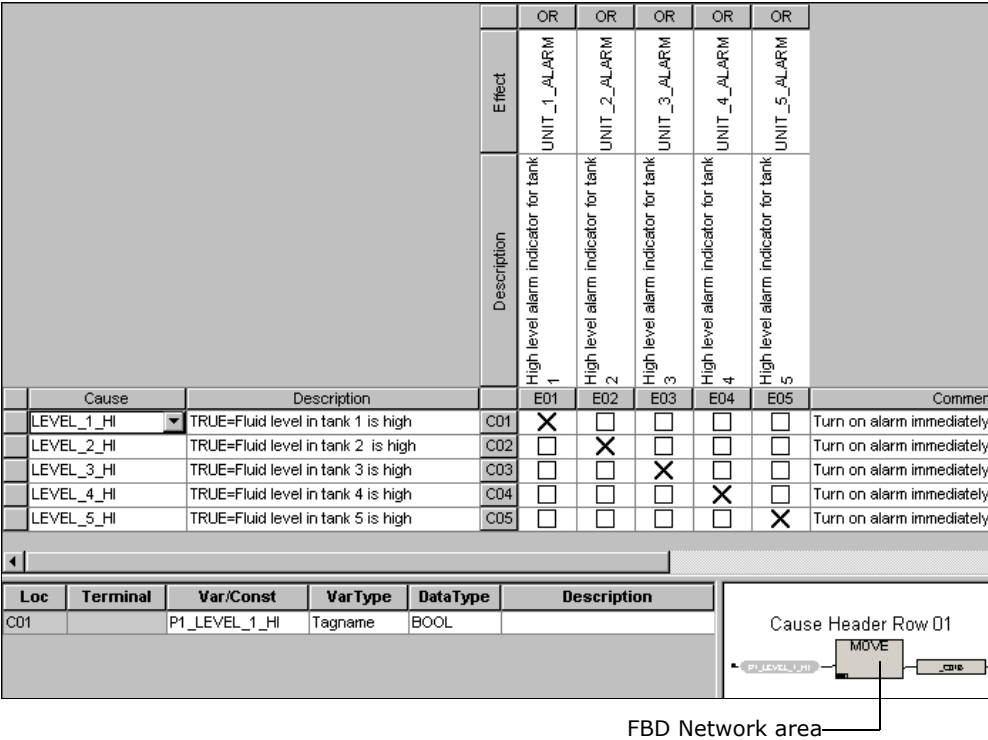 OR OR OR OR OR
Effect UNIT_1_ALARM UNIT_2_ALARM UNIT_3_ALARM UNIT_4_ALARM UNIT_5_ALARM
Description High level alarm indicator for tank 1 High level alarm indicator for tank 2 High level alarm indicator for tank 3 High level alarm indicator for tank 4 High level alarm indicator for tank 5
Cause Description E01 E02 E03 E04 E05 Commen
LEVEL_1_HI TRUE=Fluid level in tank 1 is high C01 Turn on alarm immediately
LEVEL_2_HI TRUE=Fluid level in tank 2 is high C02 Turn on alarm immediately
LEVEL_3_HI TRUE=Fluid level in tank 3 is high C03 Turn on alarm immediately
LEVEL_4_HI TRUE=Fluid level in tank 4 is high C04 Turn on alarm immediately
LEVEL_5_HI TRUE=Fluid level in tank 5 is high C05 Turn on alarm immediately
Loc Terminal Var/Const VarType DataType Description
C01 P1_LEVEL_1_HI Tagname BOOL
Cause Header Row 01
MOVE
P1_LEVEL_1_HI
FBD Network area